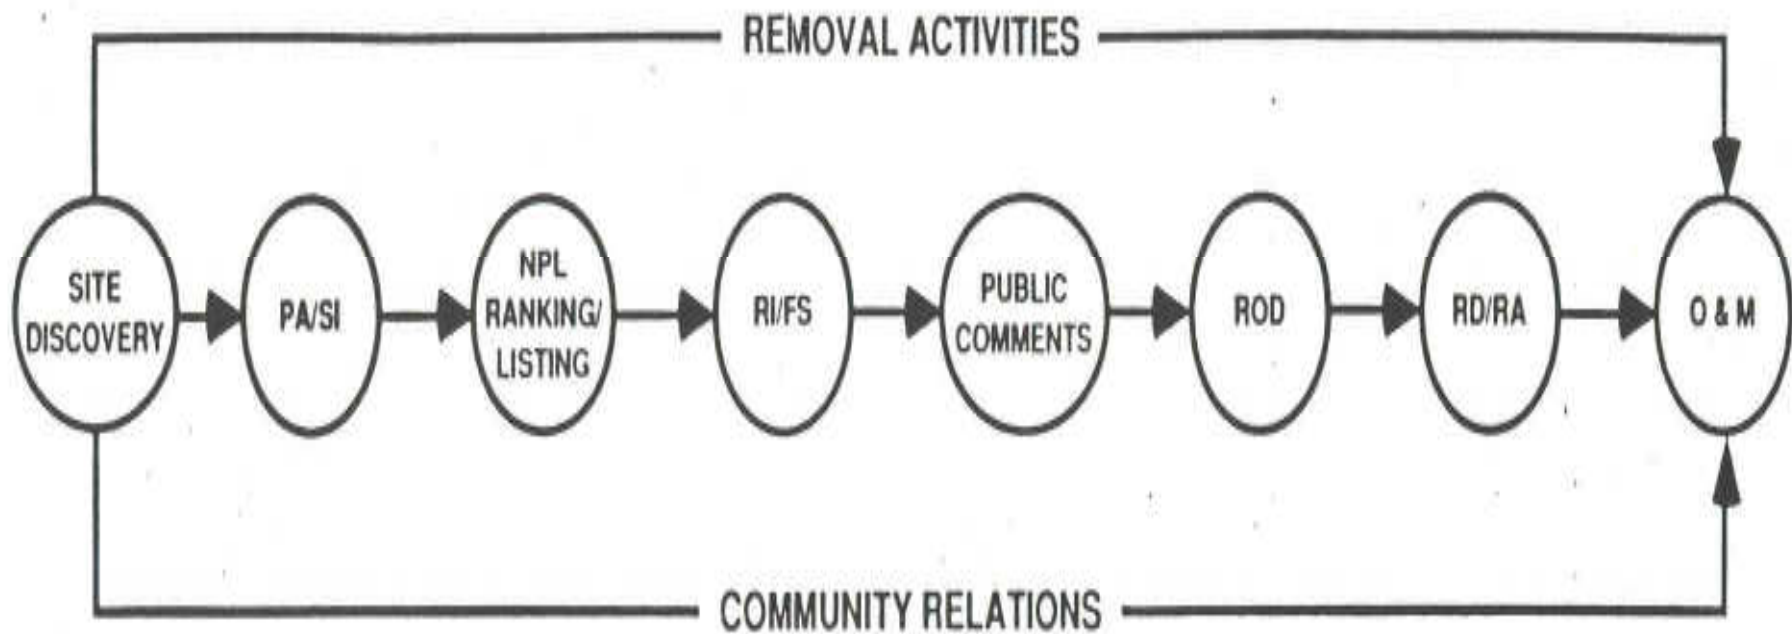 REMOVAL ACTIVITIES
SITE
DISCOVERY
PA/SI
NPL
RANKING/
LISTING
RI/FS
PUBLIC
COMMENTS
ROD
RD/RA
O & M
COMMUNITY RELATIONS